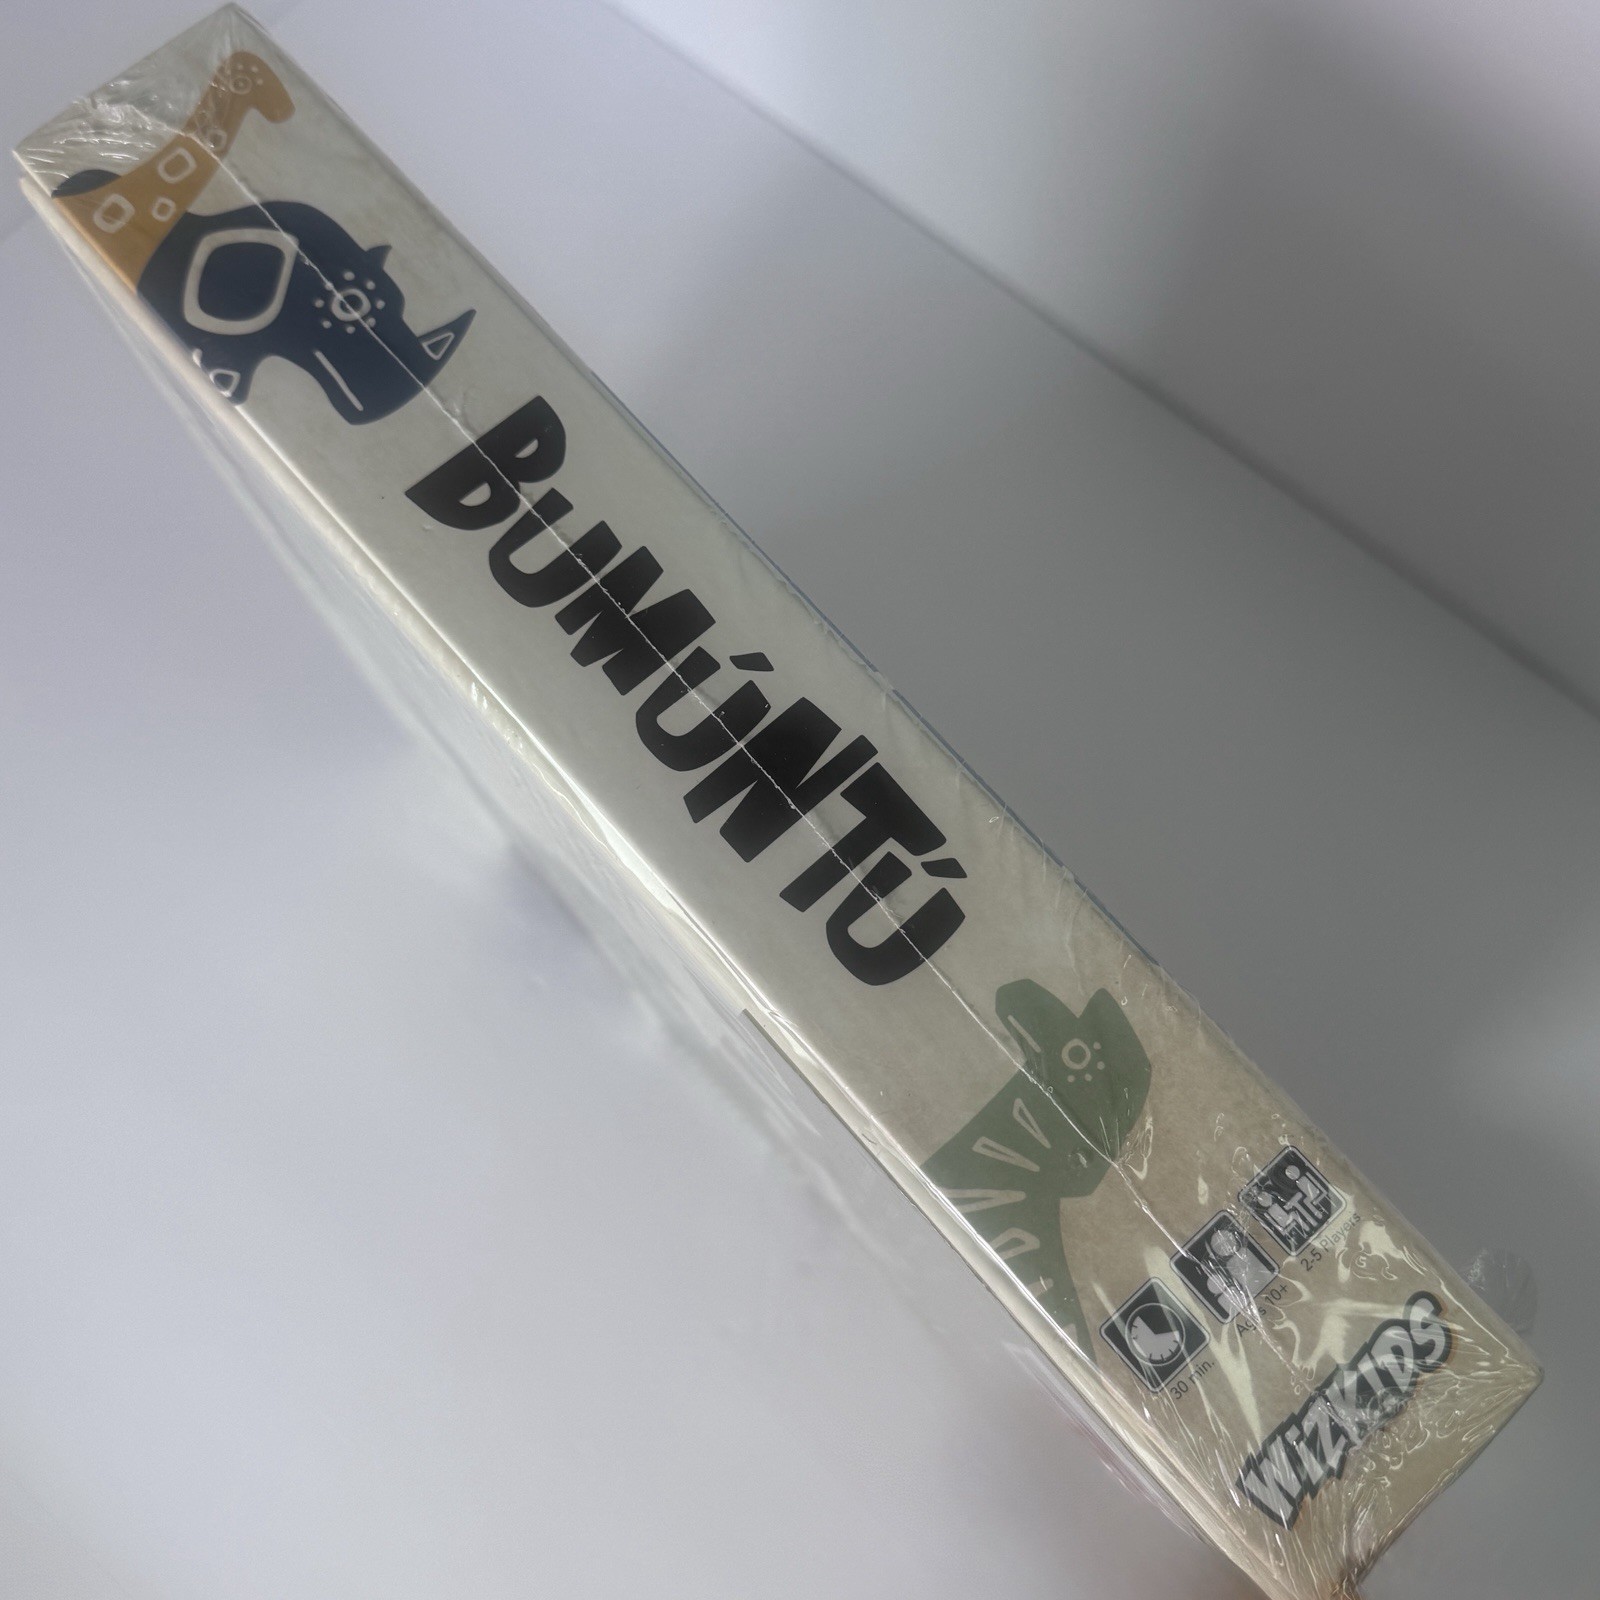 BUMÚNTÚ
30 min.
Ages 10+
2-5 Players
WIZKIDS